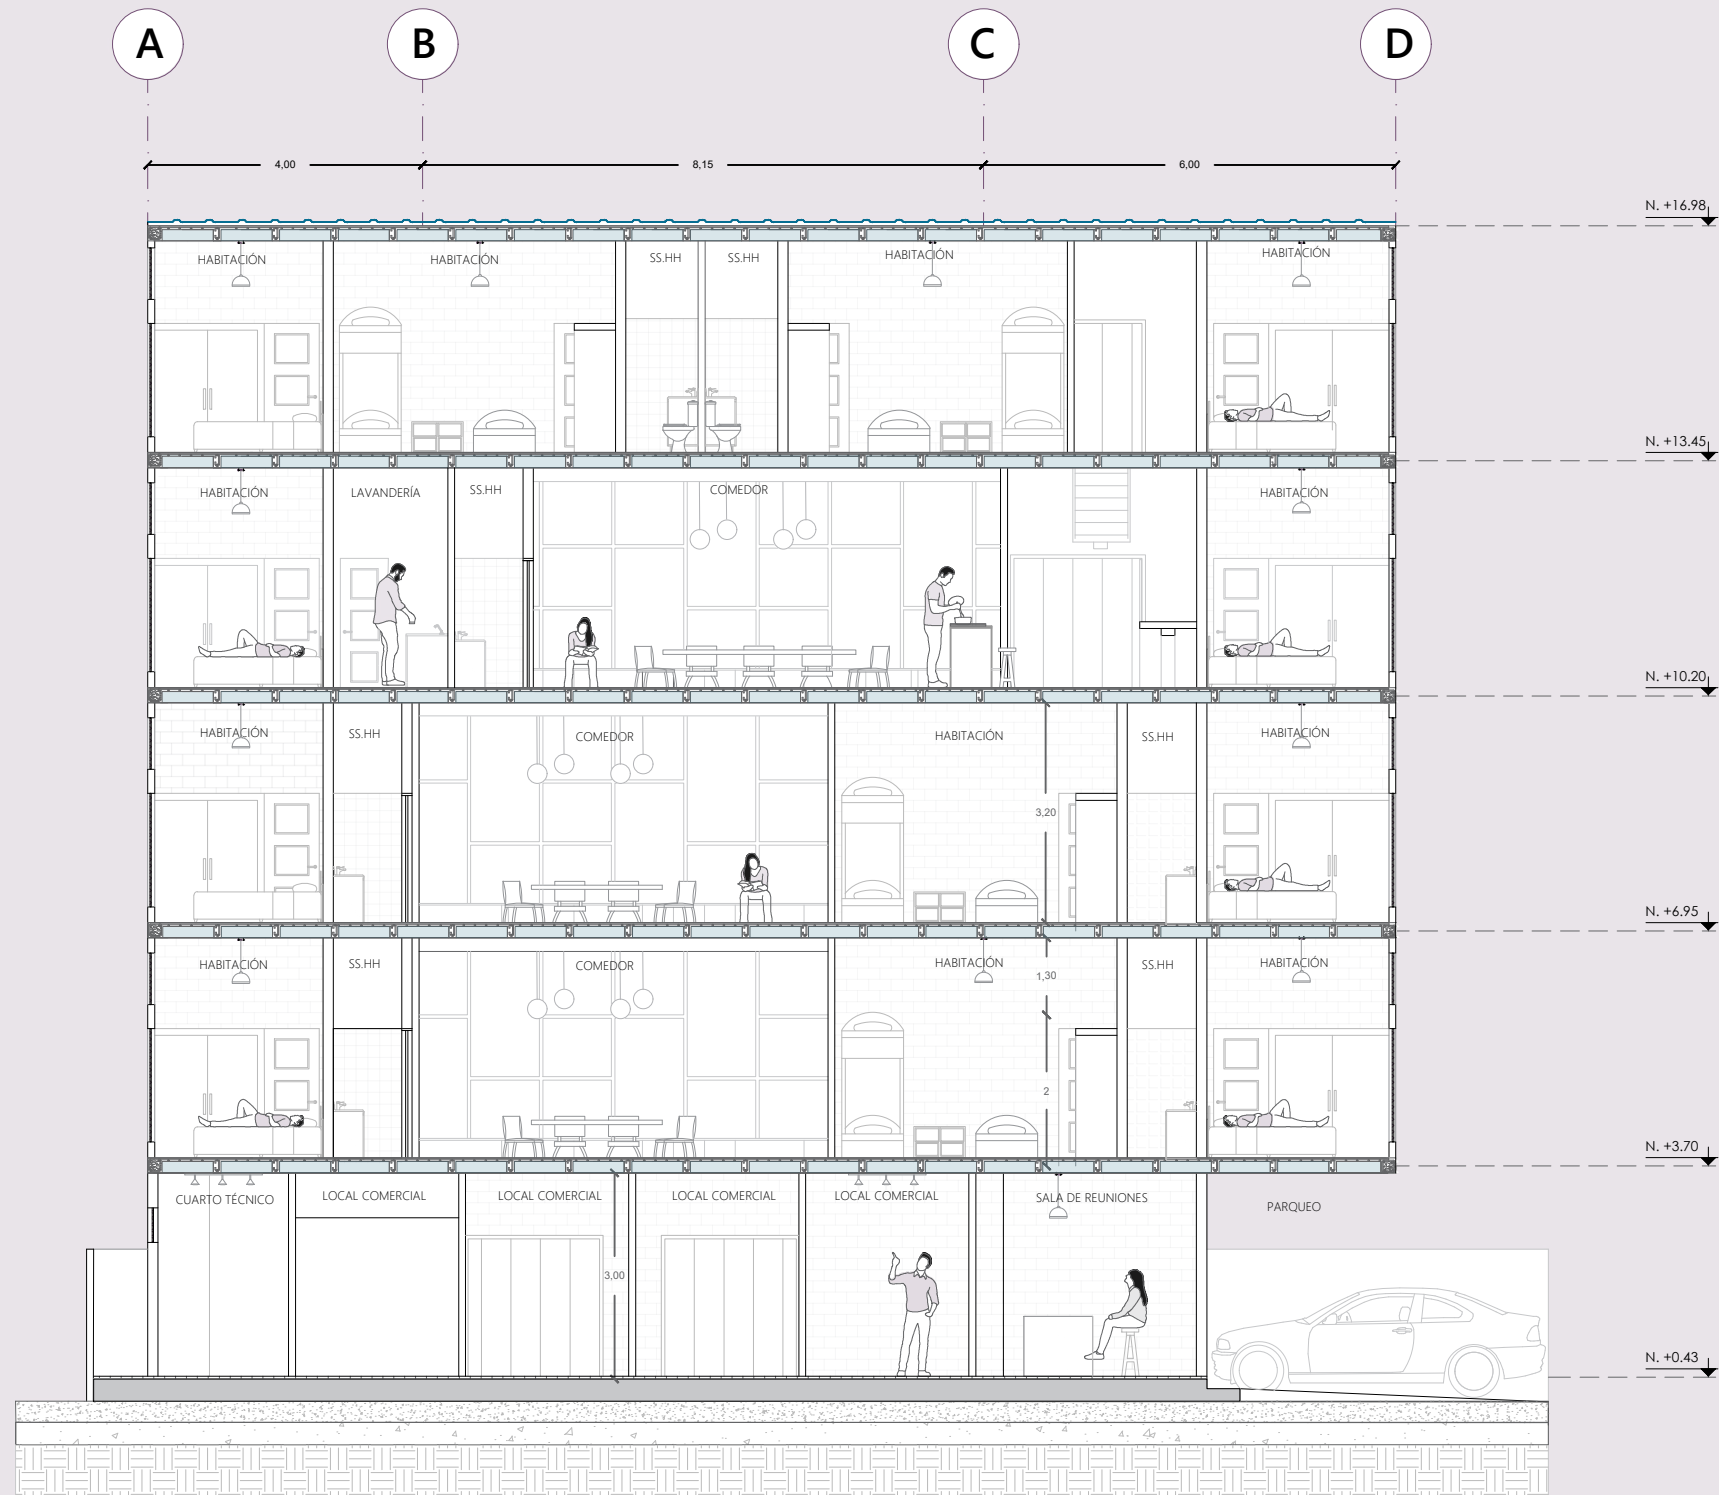 A B C D
4,00 8,15 6,00
N. +16.98
HABITACIÓN HABITACIÓN SS.HH SS.HH HABITACIÓN HABITACIÓN
N. +13.45
HABITACIÓN LAVANDERÍA SS.HH COMEDOR HABITACIÓN
N. +10.20
HABITACIÓN SS.HH COMEDOR HABITACIÓN SS.HH HABITACIÓN
3,20
N. +6.95
HABITACIÓN SS.HH COMEDOR HABITACIÓN SS.HH HABITACIÓN
1,30
2
N. +3.70
CUARTO TÉCNICO LOCAL COMERCIAL LOCAL COMERCIAL LOCAL COMERCIAL LOCAL COMERCIAL SALA DE REUNIONES PARQUEO
3,00
N. +0.43